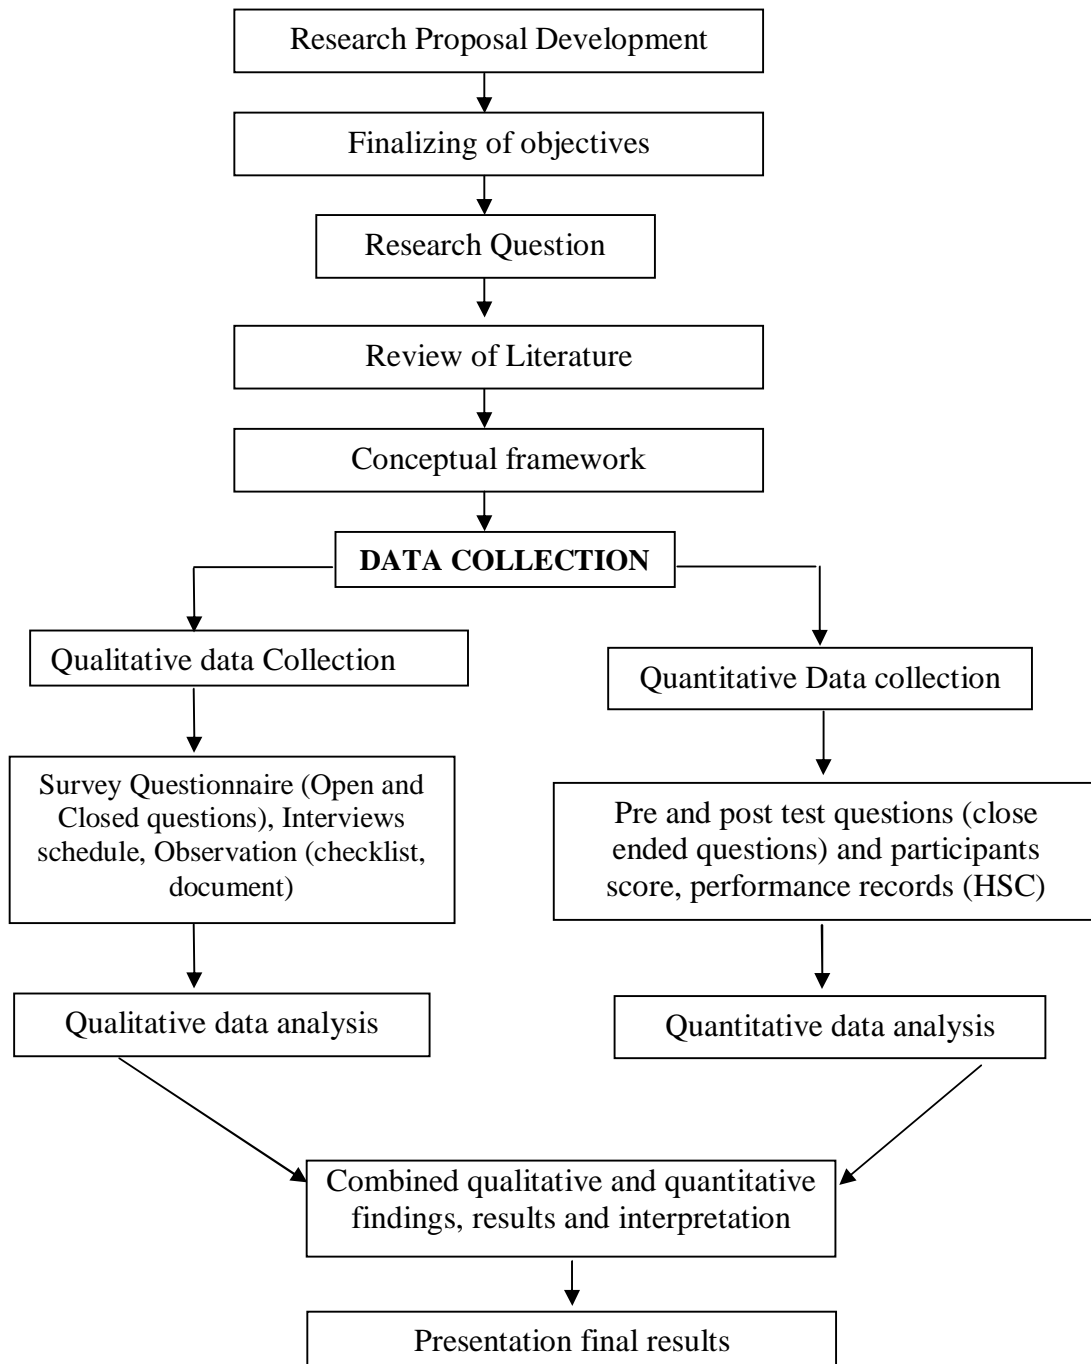 Research Proposal Development
Finalizing of objectives
Research Question
Review of Literature
Conceptual framework
DATA COLLECTION
Qualitative data Collection
Quantitative Data collection
Survey Questionnaire (Open and
Closed questions), Interviews
schedule, Observation (checklist,
document)
Pre and post test questions (close
ended questions) and participants
score, performance records (HSC)
Qualitative data analysis
Quantitative data analysis
Combined qualitative and quantitative
findings, results and interpretation
Presentation final results